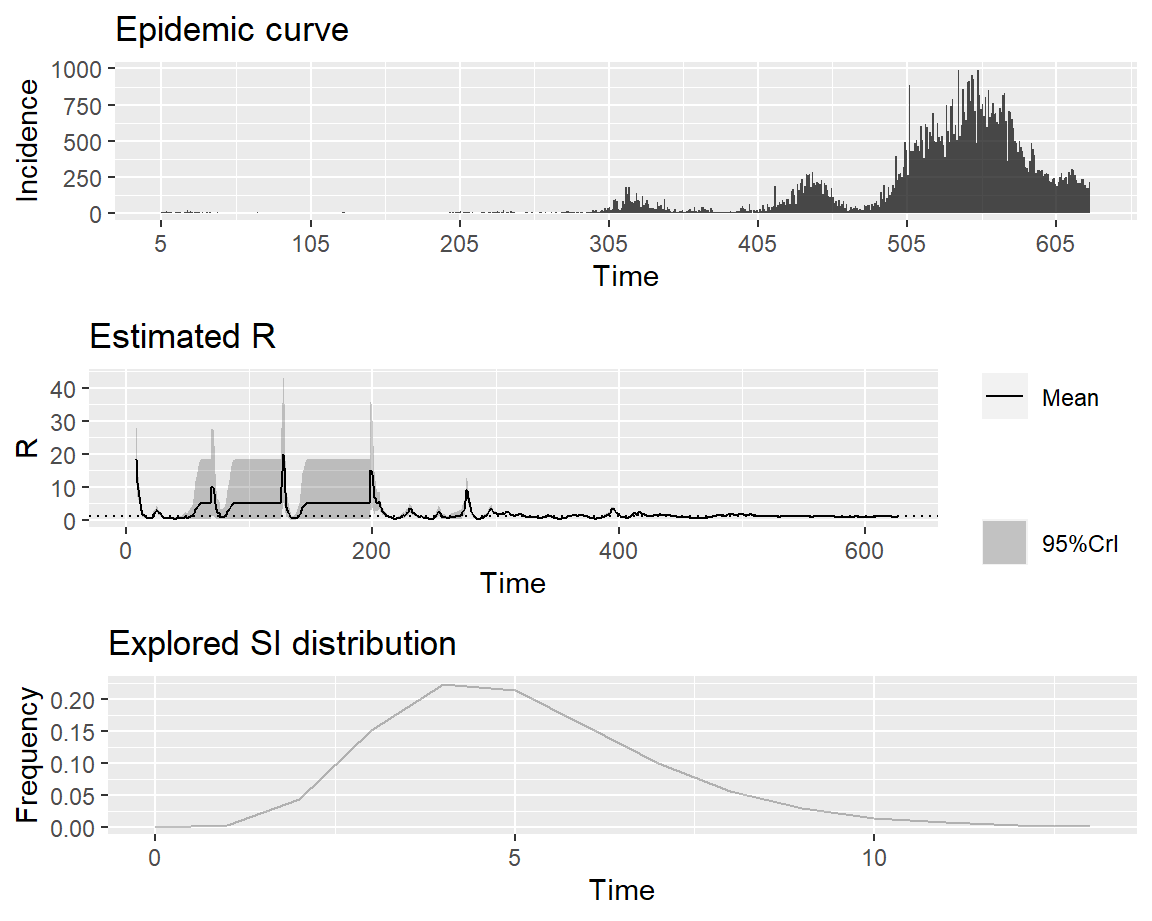 Epidemic curve
1000
750
500
250
0
Incidence
5 105 205 305 405 505 605
Time
Estimated R
40
30
20
10
0
R
0 200 400 600
Time
Mean
95%CrI
Explored SI distribution
0.20
0.15
0.10
0.05
0.00
Frequency
0 5 10
Time